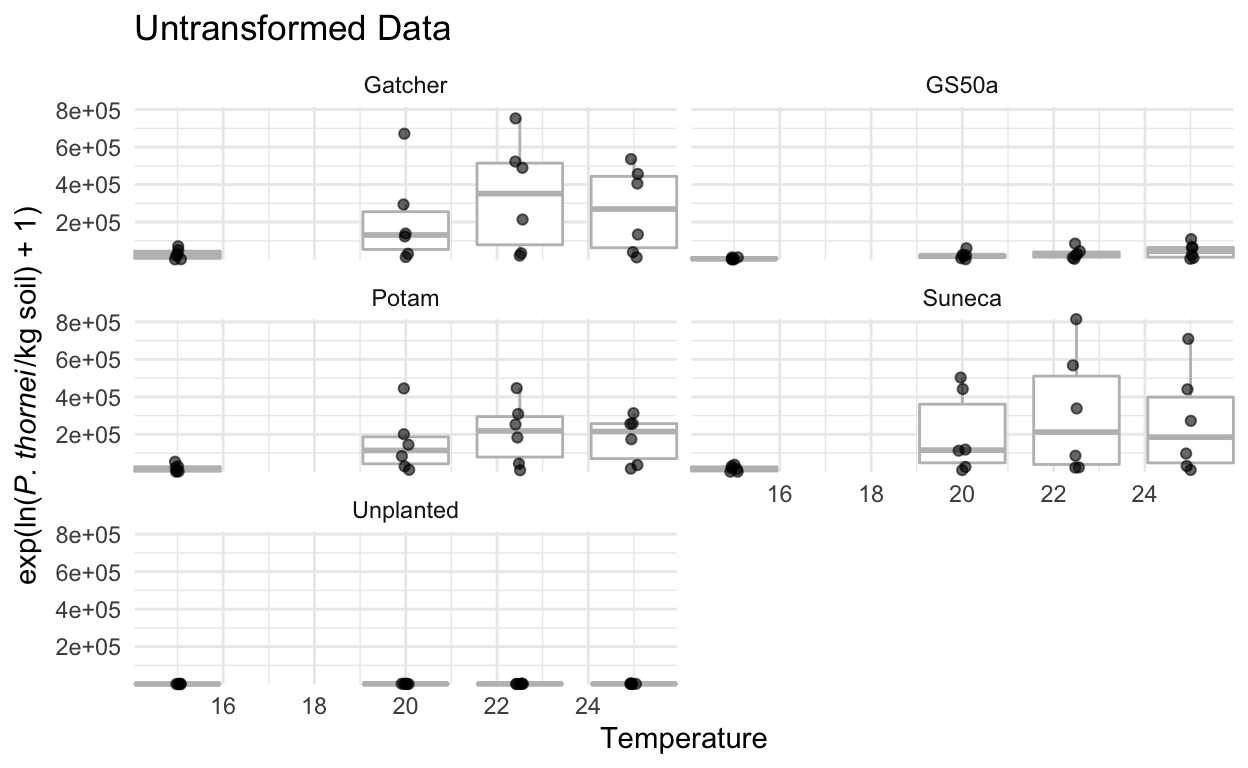 Untransformed Data
Gatcher
GS50a
8e+05
6e+05
4e+05
2e+05
Potam
Suneca
8e+05
6e+05
4e+05
2e+05
16 18 20 22 24
Unplanted
8e+05
6e+05
4e+05
2e+05
16 18 20 22 24
Temperature
exp(ln(P. thornei/kg soil) + 1)